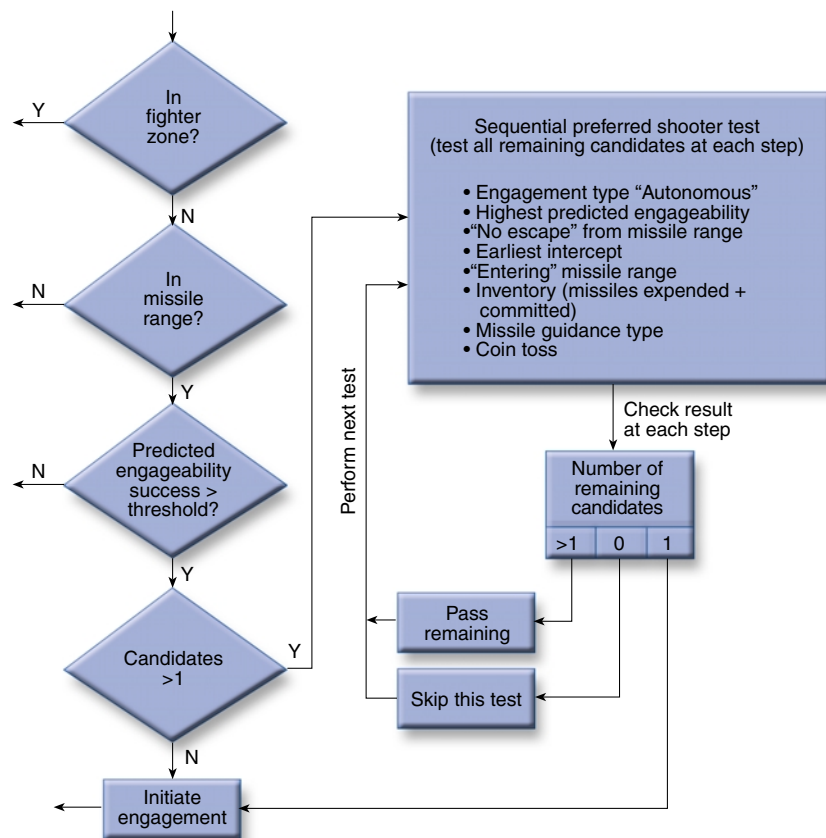 In
fighter
zone?
Y
N
In
missile
range?
N
Y
Predicted
engageability
success >
threshold?
N
Y
Candidates
>1
Y
N
Initiate
engagement
Sequential preferred shooter test
(test all remaining candidates at each step)
• Engagement type “Autonomous”
• Highest predicted engageability
• “No escape” from missile range
• Earliest intercept
• “Entering” missile range
• Inventory (missiles expended +
committed)
• Missile guidance type
• Coin toss
Perform next test
Check result
at each step
Number of
remaining
candidates
>1 0 1
Pass
remaining
Skip this test